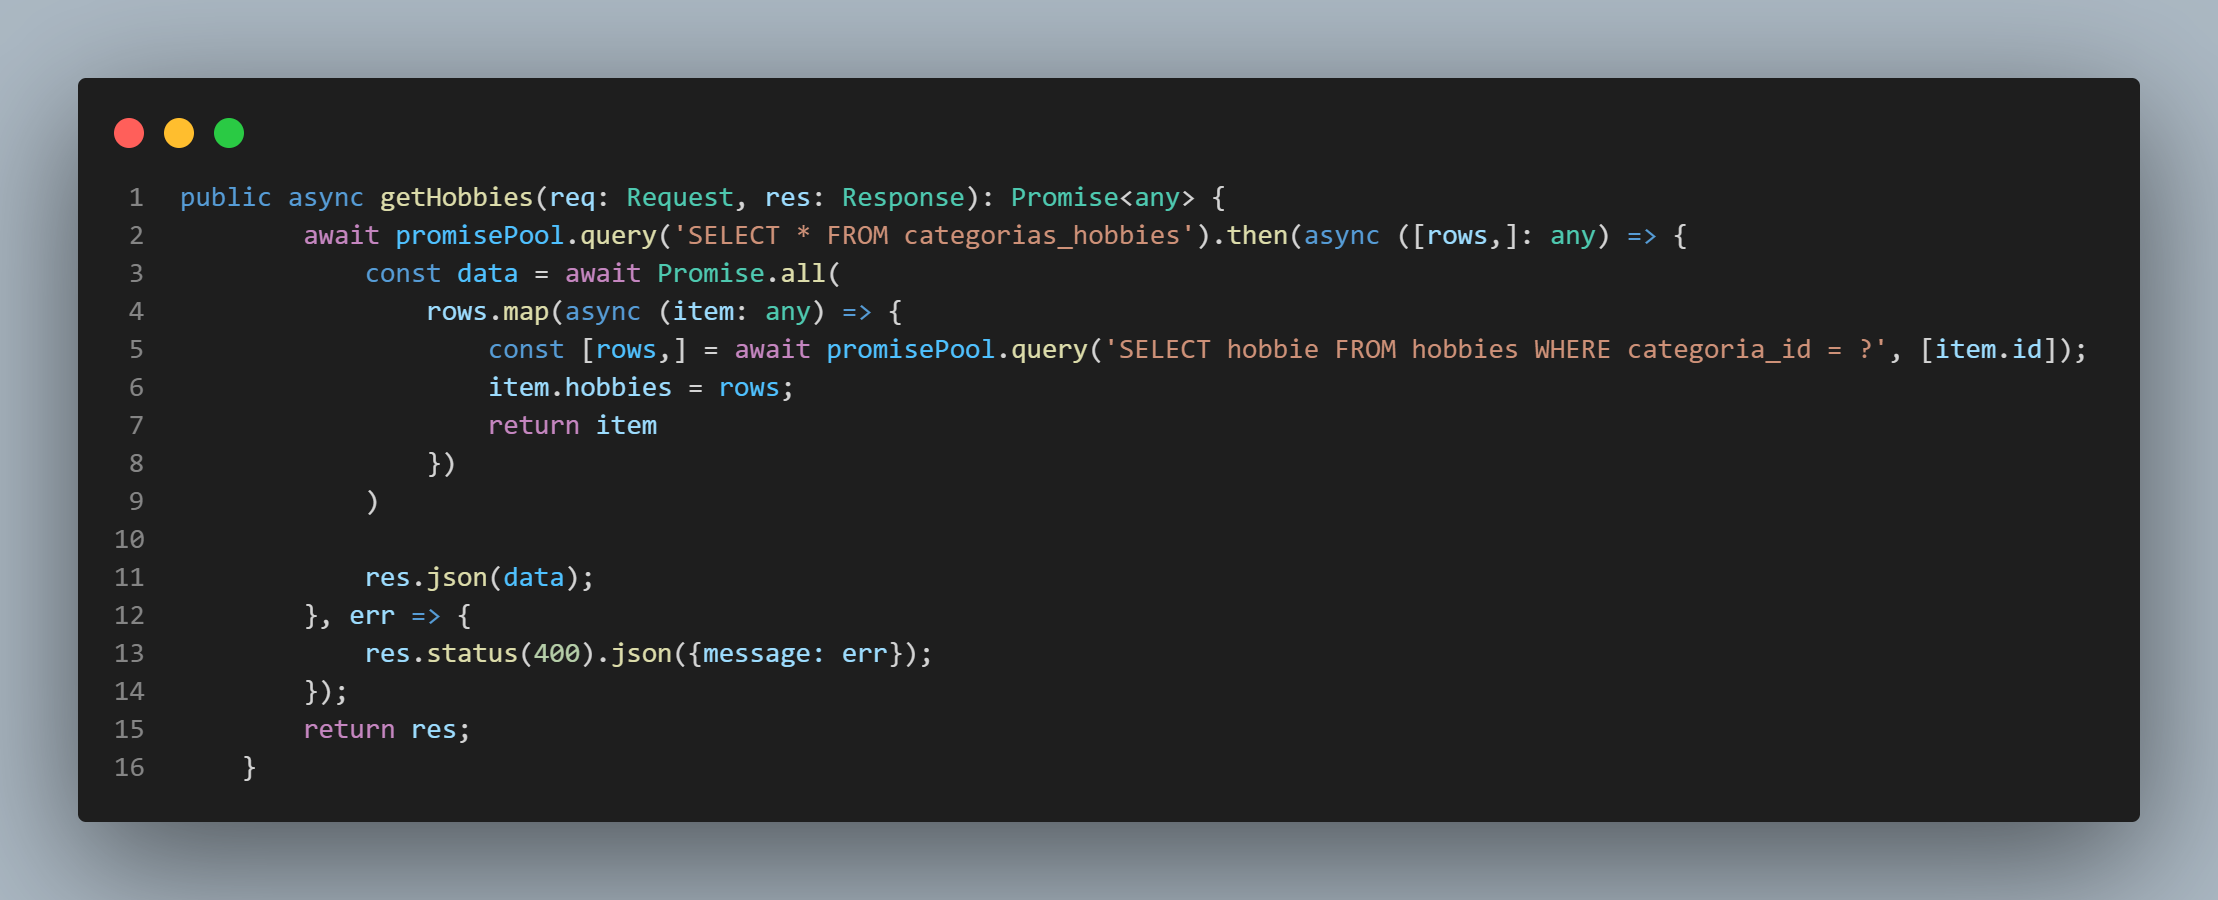 1 public async getHobbies(req: Request, res: Response): Promise<any> {
2 await promisePool.query('SELECT * FROM categorias_hobbies').then(async ([rows,]: any) => {
3 const data = await Promise.all(
4 rows.map(async (item: any) => {
5 const [rows,] = await promisePool.query('SELECT hobbie FROM hobbies WHERE categoria_id = ?', [item.id]);
6 item.hobbies = rows;
7 return item
8 })
9 )
10
11 res.json(data);
12 }, err => {
13 res.status(400).json({message: err});
14 });
15 return res;
16 }